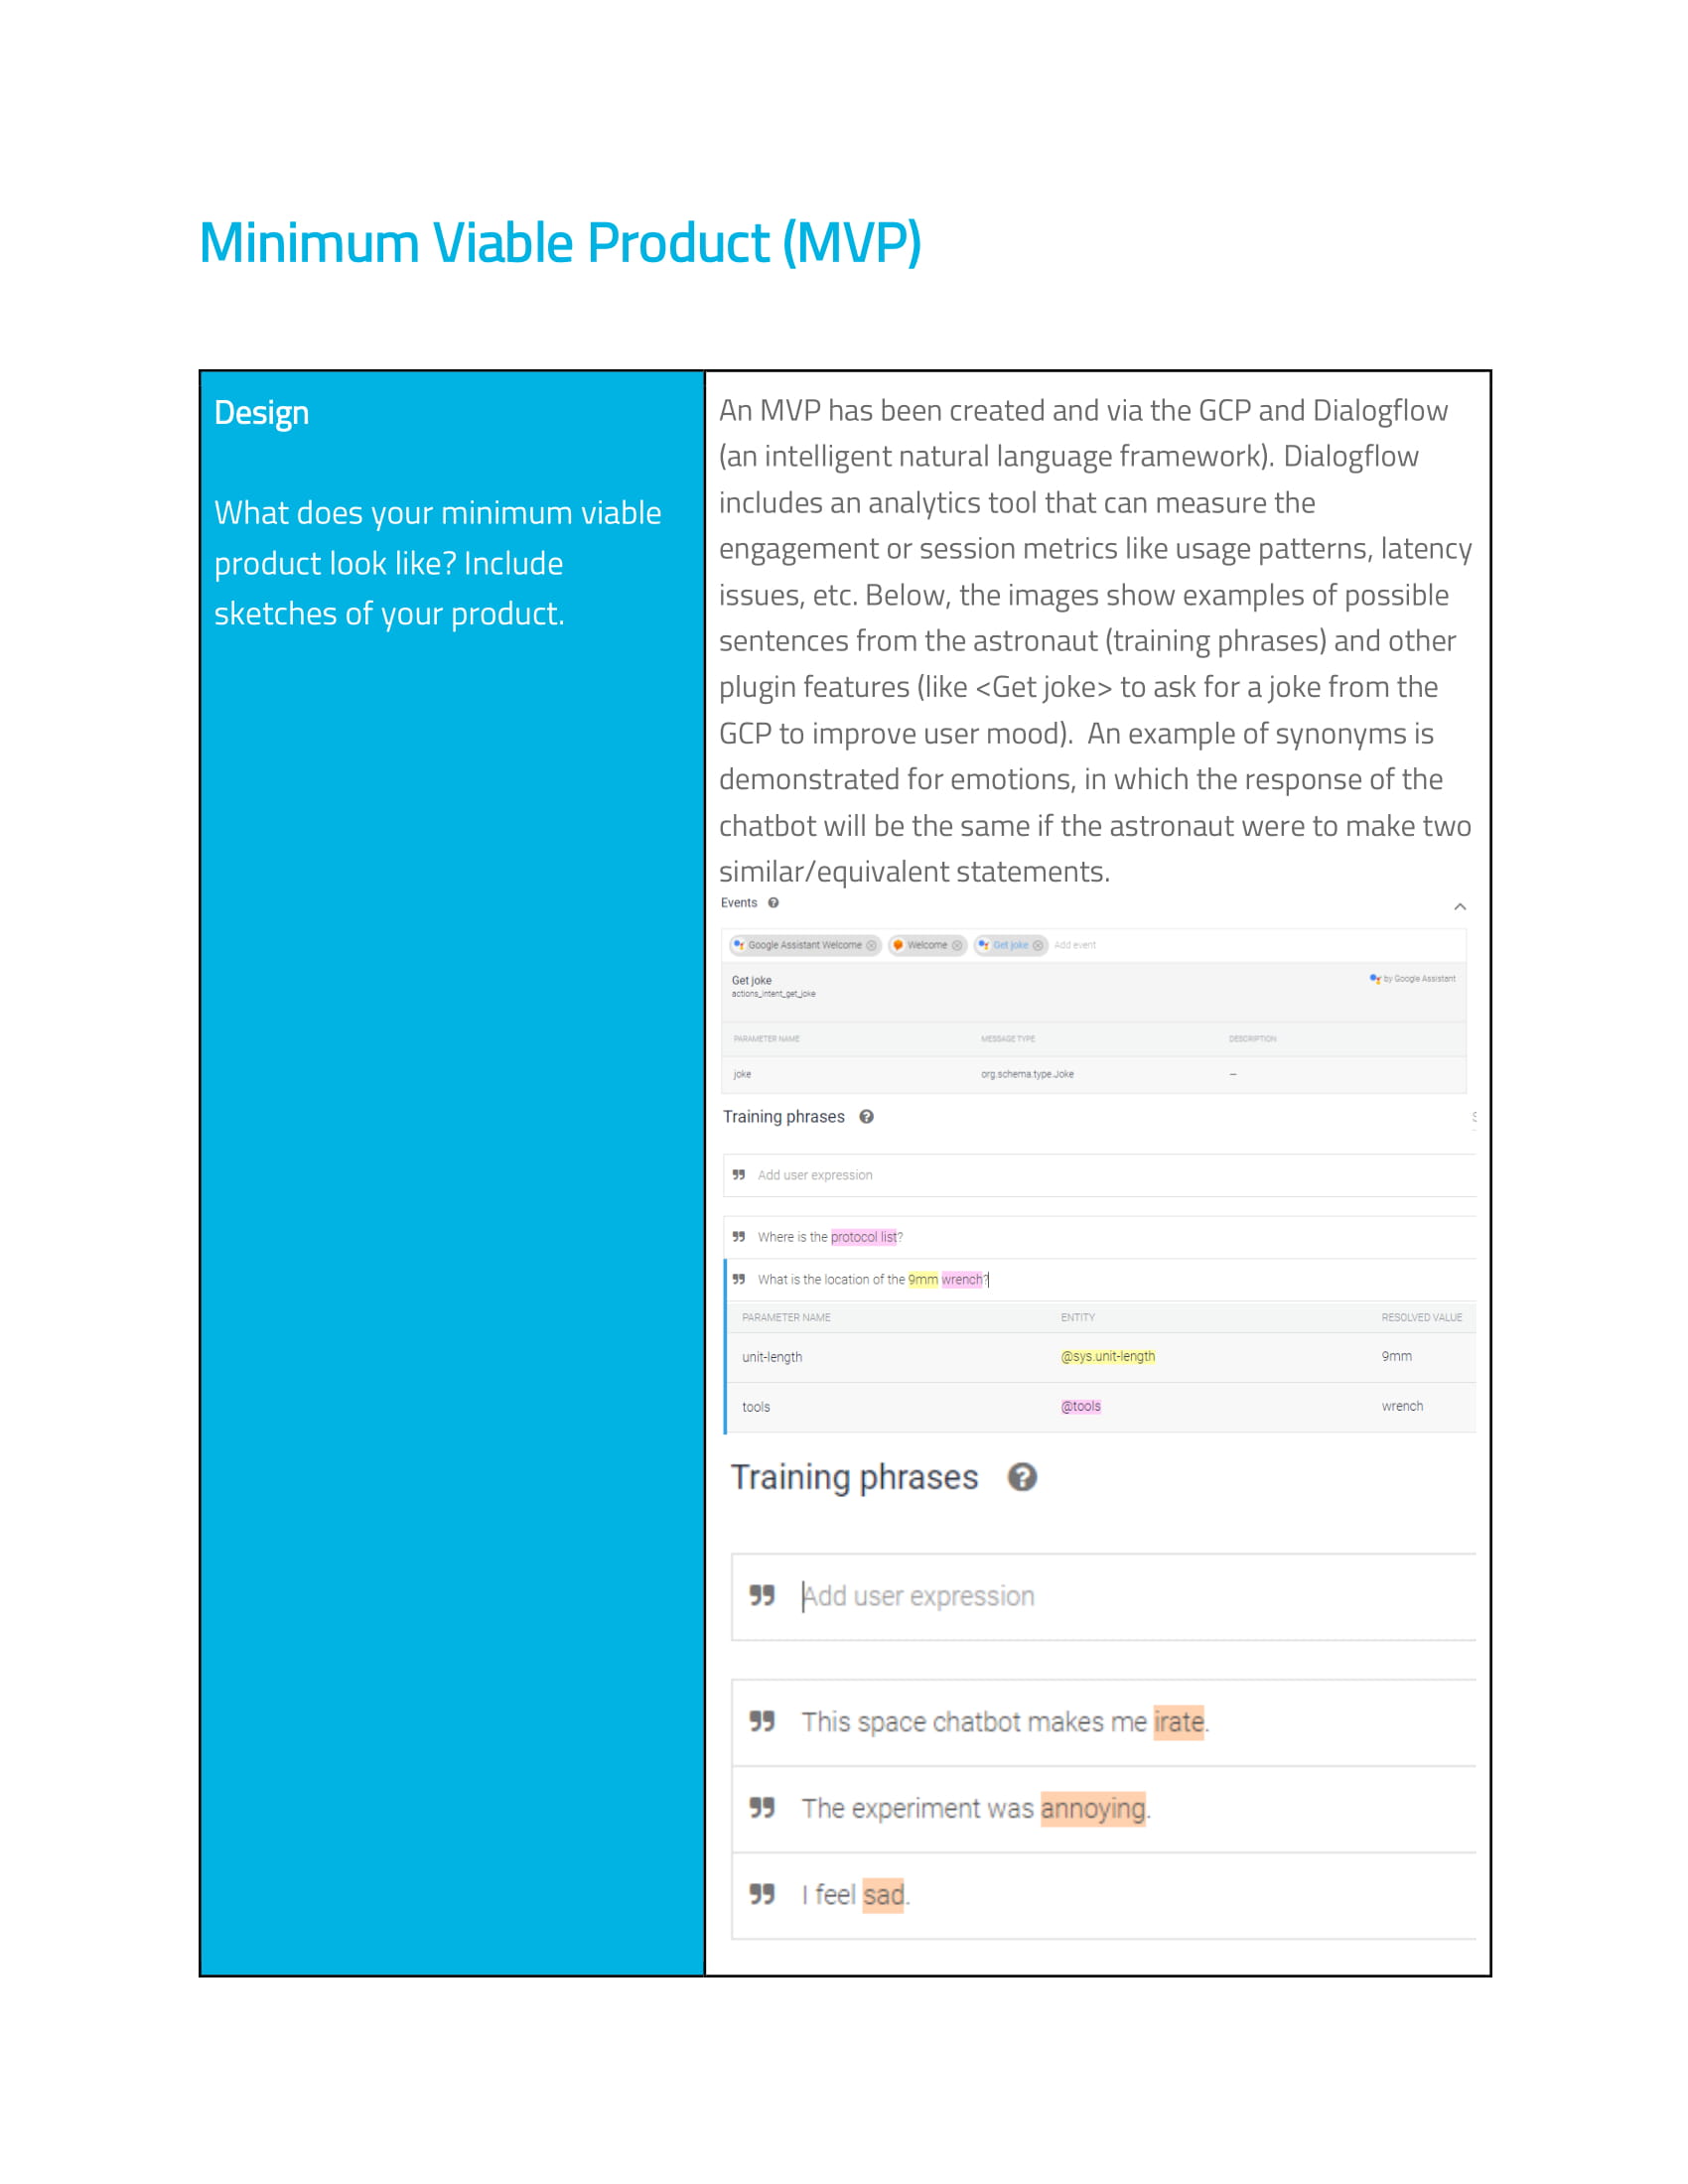 Minimum Viable Product (MVP)
Design
What does your minimum viable
product look like? Include
sketches of your product.
An MVP has been created and via the GCP and Dialogflow
(an intelligent natural language framework). Dialogflow
includes an analytics tool that can measure the
engagement or session metrics like usage patterns, latency
issues, etc. Below, the images show examples of possible
sentences from the astronaut (training phrases) and other
plugin features (like <Get joke> to ask for a joke from the
GCP to improve user mood).  An example of synonyms is
demonstrated for emotions, in which the response of the
chatbot will be the same if the astronaut were to make two
similar/equivalent statements.
Events
Google Assistant Welcome Welcome Get joke Add event
Get joke by Google Assistant
actions_intent_get_joke
PARAMETER NAME MESSAGE TYPE DESCRIPTION
joke org.schema.type.Joke –
Training phrases
Add user expression
Where is the protocol list?
What is the location of the 9mm wrench?
PARAMETER NAME ENTITY RESOLVED VALUE
unit-length @sys.unit-length 9mm
tools @tools wrench
Training phrases
Add user expression
This space chatbot makes me irate.
The experiment was annoying.
I feel sad.